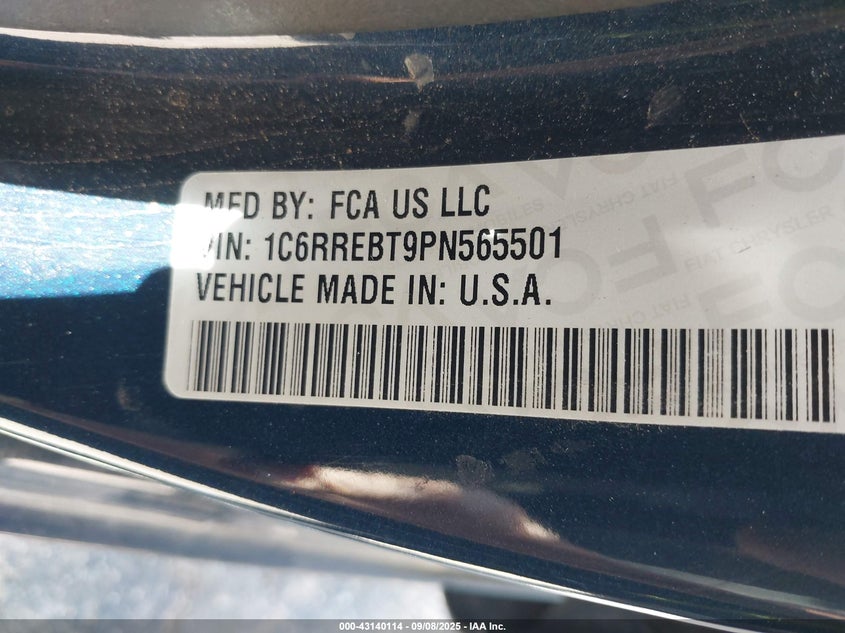 MFD BY: FCA US LLC
VIN: 1C6RREBT9PN565501
VEHICLE MADE IN: U.S.A.
000-43140114 - 09/08/2025 - IAA Inc.